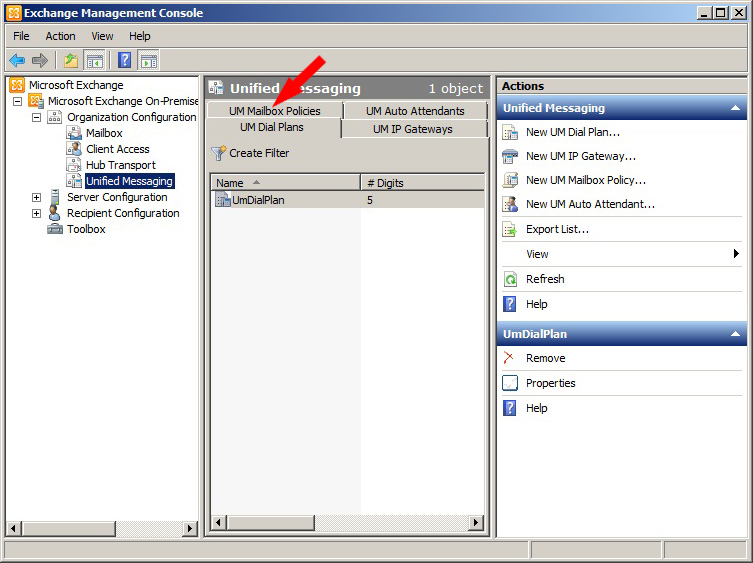 Exchange Management Console
File Action View Help
Microsoft Exchange
Microsoft Exchange On-Premise
Organization Configuration
Mailbox
Client Access
Hub Transport
Unified Messaging
Server Configuration
Recipient Configuration
Toolbox
Unified Messaging 1 object
UM Mailbox Policies UM Auto Attendants
UM Dial Plans UM IP Gateways
Create Filter
Name # Digits
UmDialPlan 5
Actions
Unified Messaging
New UM Dial Plan...
New UM IP Gateway...
New UM Mailbox Policy...
New UM Auto Attendant...
Export List...
View
Refresh
Help
UmDialPlan
Remove
Properties
Help